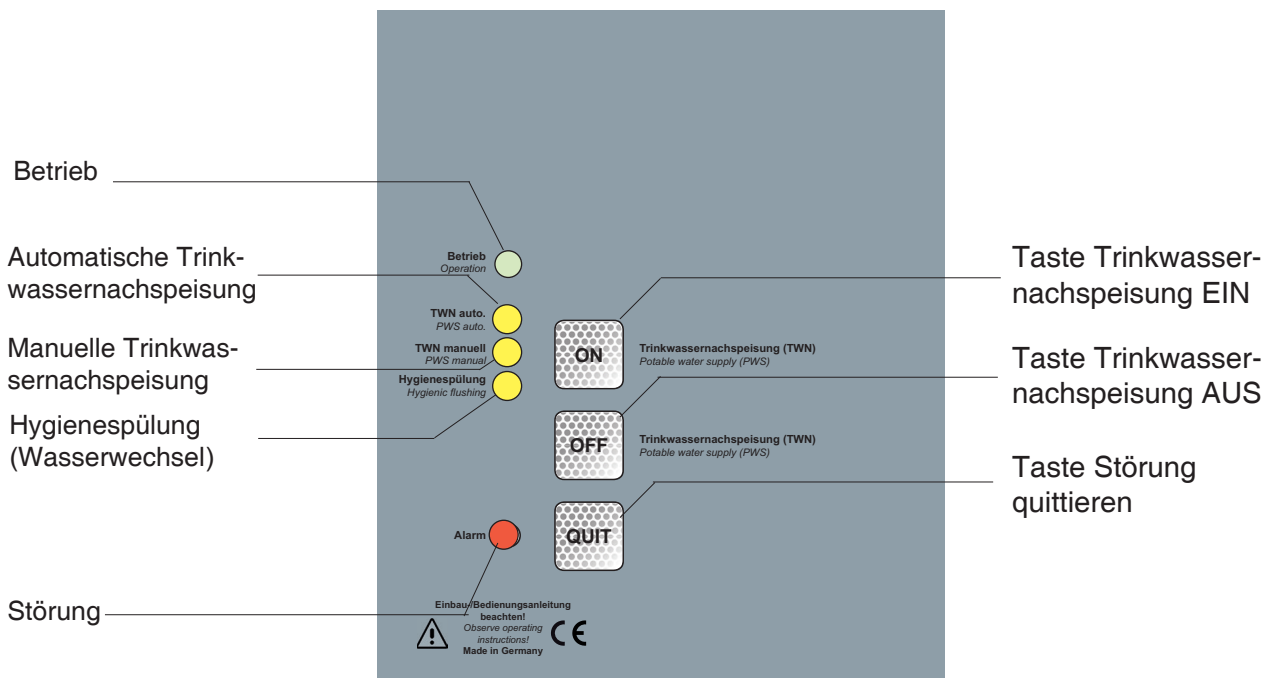 Betrieb
Automatische Trink-
wassernachspeisung
Manuelle Trinkwas-
sernachspeisung
Hygienespülung
(Wasserwechsel)
Störung
Betrieb
Operation
TWN auto.
PWS auto.
TWN manuell
PWS manual
Hygienespülung
Hygienic flushing
Alarm
ON
Trinkwassernachspeisung (TWN)
Potable water supply (PWS)
OFF
Trinkwassernachspeisung (TWN)
Potable water supply (PWS)
QUIT
Einbau-/Bedienungsanleitung
beachten!
Observe operating
instructions!
Made in Germany
CE
Taste Trinkwasser-
nachspeisung EIN
Taste Trinkwasser-
nachspeisung AUS
Taste Störung
quittieren